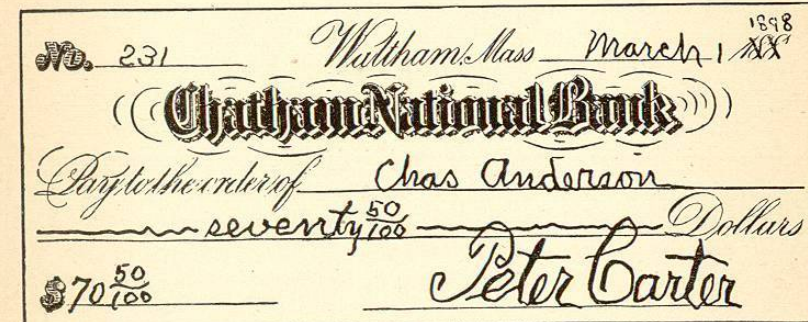 1898
No. 231 Waltham, Mass March 1 XX
Chatham National Bank
Pay to the order of Chas Anderson
seventy 50/100 Dollars
$70 50/100 Peter Carter